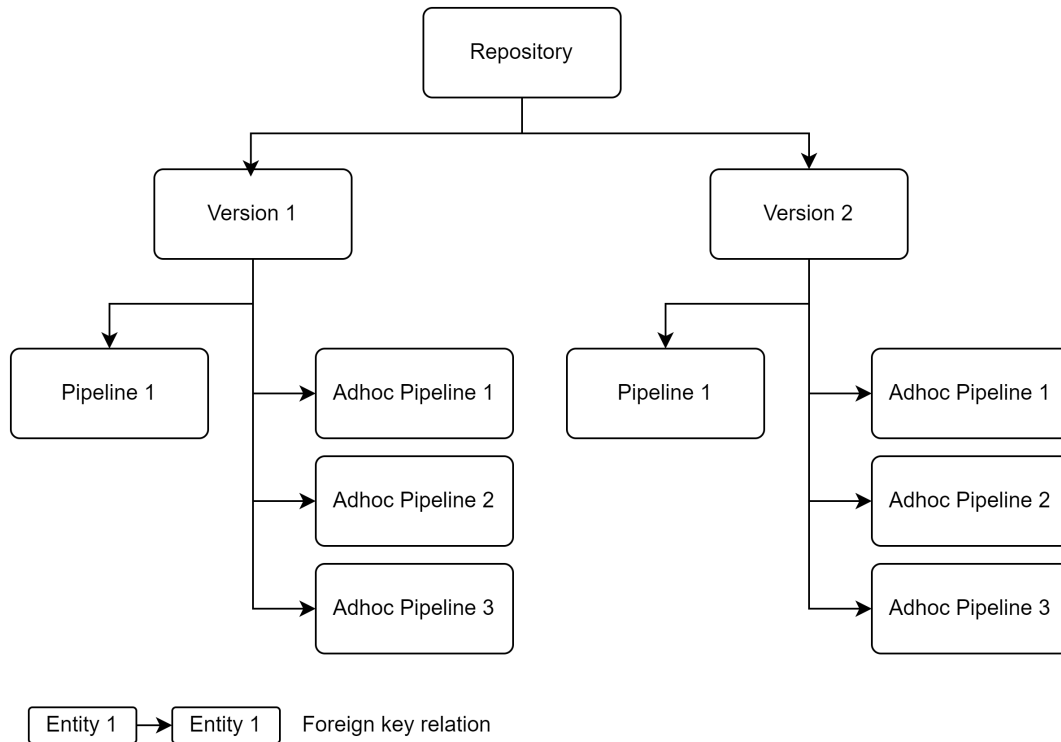 Repository
Version 1
Version 2
Pipeline 1
Adhoc Pipeline 1
Pipeline 1
Adhoc Pipeline 1
Adhoc Pipeline 2
Adhoc Pipeline 2
Adhoc Pipeline 3
Adhoc Pipeline 3
Entity 1
Entity 1
Foreign key relation